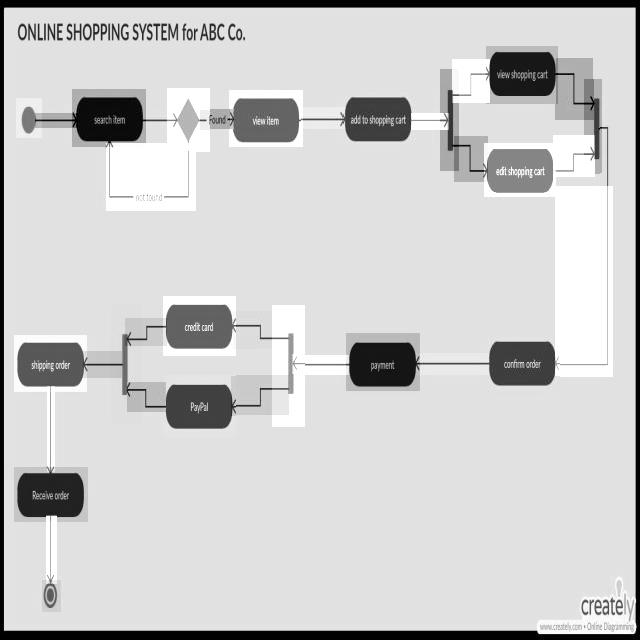 ONLINE SHOPPING SYSTEM for ABC Co.
view shopping cart
search item
Found
view item
add to shopping cart
edit shopping cart
not found
credit card
shipping order
payment
confirm order
PayPal
Receive order
creately
www.creately.com • Online Diagramming